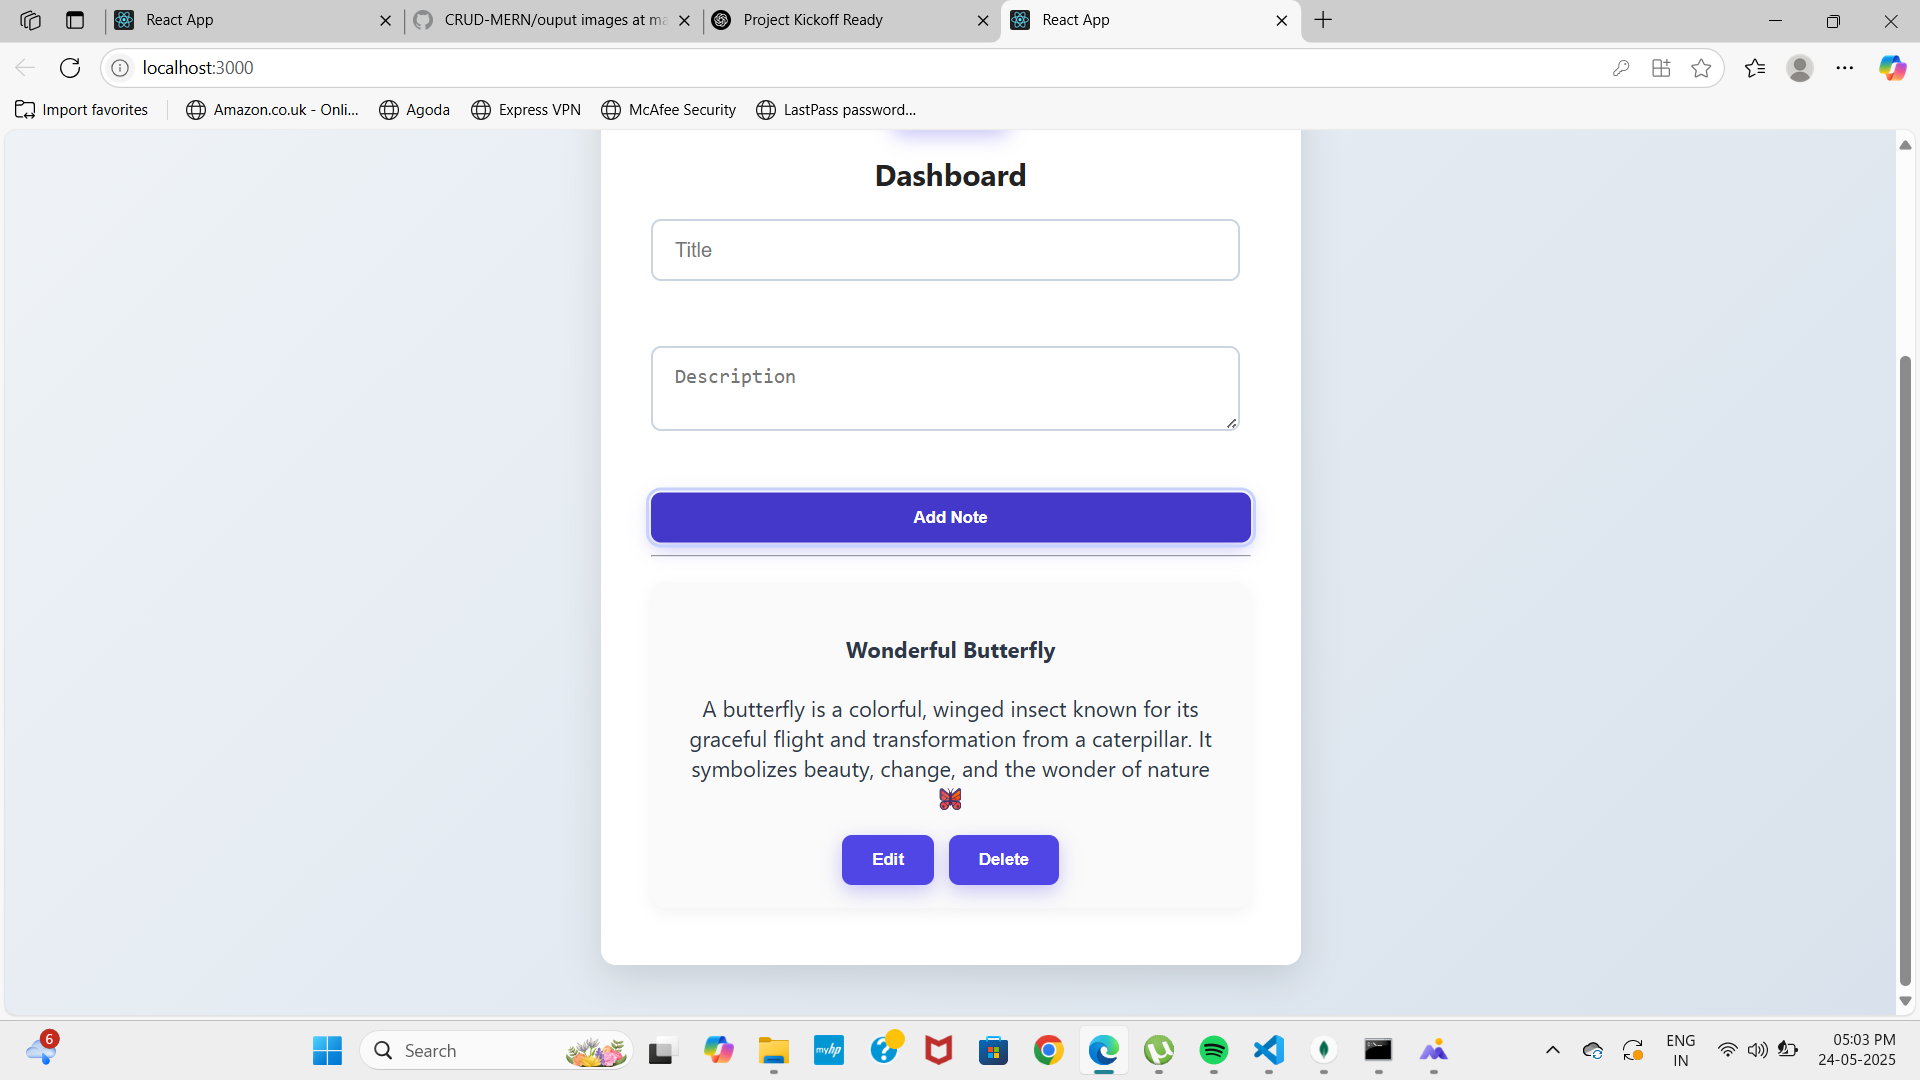 React App
CRUD-MERN/ouput images at ma
Project Kickoff Ready
React App
localhost:3000
Import favorites
Amazon.co.uk - Onli...
Agoda
Express VPN
McAfee Security
LastPass password...
Dashboard
Title
Description
Add Note
Wonderful Butterfly
A butterfly is a colorful, winged insect known for its
graceful flight and transformation from a caterpillar. It
symbolizes beauty, change, and the wonder of nature
🦋
Edit
Delete
6
Search
myhp
ENG
IN
05:03 PM
24-05-2025